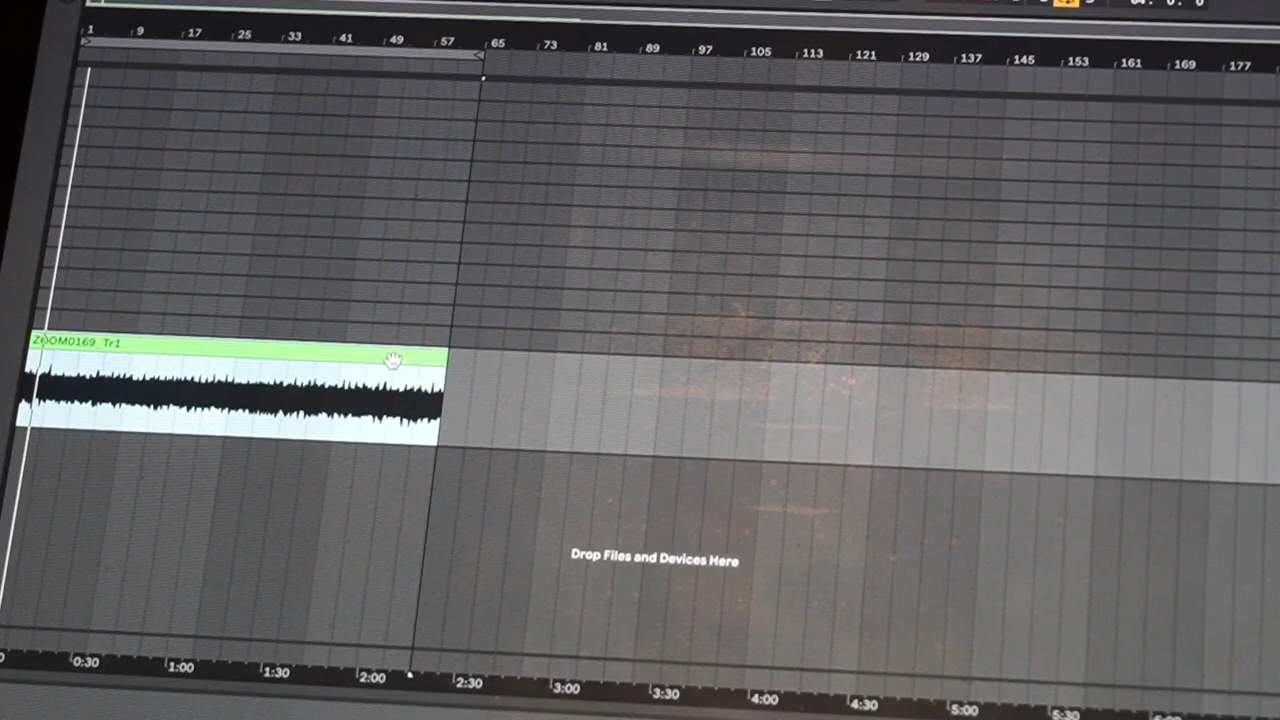 1 9 17 25 33 41 49 57 65 73 81 89 97 105 113 121 129 137 145 153 161 169 177
ZOOM0169_Tr1
Drop Files and Devices Here
0:30 1:00 1:30 2:00 2:30 3:00 3:30 4:00 4:30 5:00 5:30